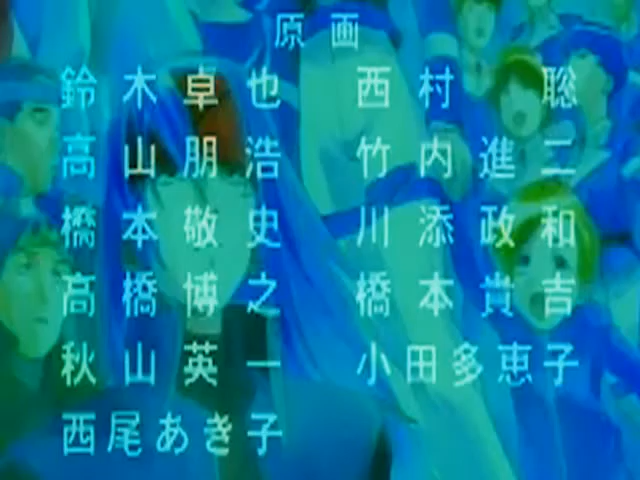 原画
鈴木卓也 西村 聡
高山朋浩 竹内進二
橋本敬史 川添政和
高橋博之 橋本貴吉
秋山英一 小田多恵子
西尾あき子